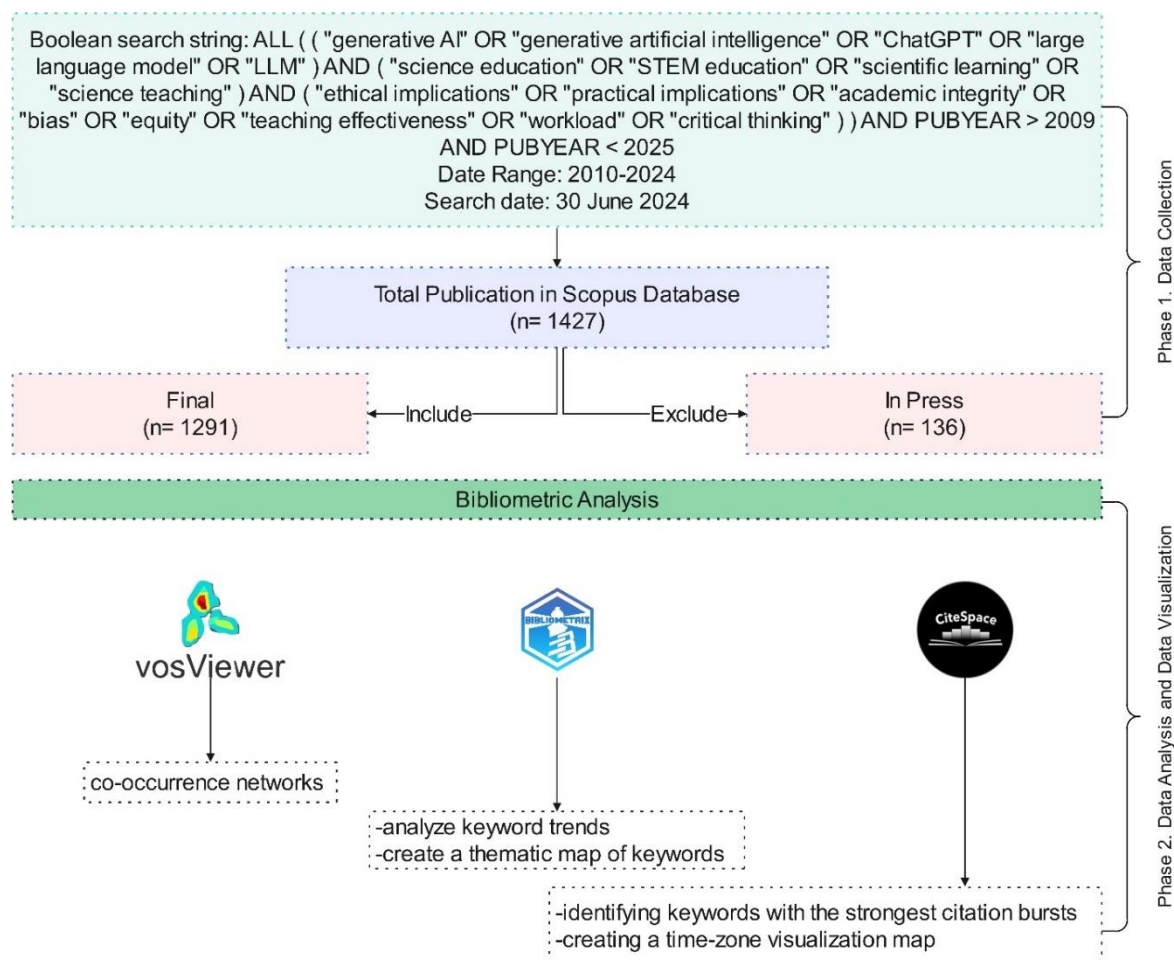 Boolean search string: ALL ( ( "generative AI" OR "generative artificial intelligence" OR "ChatGPT" OR "large
language model" OR "LLM" ) AND ( "science education" OR "STEM education" OR "scientific learning" OR
"science teaching" ) AND ( "ethical implications" OR "practical implications" OR "academic integrity" OR
"bias" OR "equity" OR "teaching effectiveness" OR "workload" OR "critical thinking" ) ) AND PUBYEAR > 2009
AND PUBYEAR < 2025
Date Range: 2010-2024
Search date: 30 June 2024
Phase 1. Data Collection
Total Publication in Scopus Database
(n= 1427)
Final
(n= 1291)
Include
Exclude
In Press
(n= 136)
Bibliometric Analysis
vosViewer
BIBLIOMETRIX
CiteSpace
Phase 2. Data Analysis and Data Visualization
co-occurrence networks
-analyze keyword trends
-create a thematic map of keywords
-identifying keywords with the strongest citation bursts
-creating a time-zone visualization map